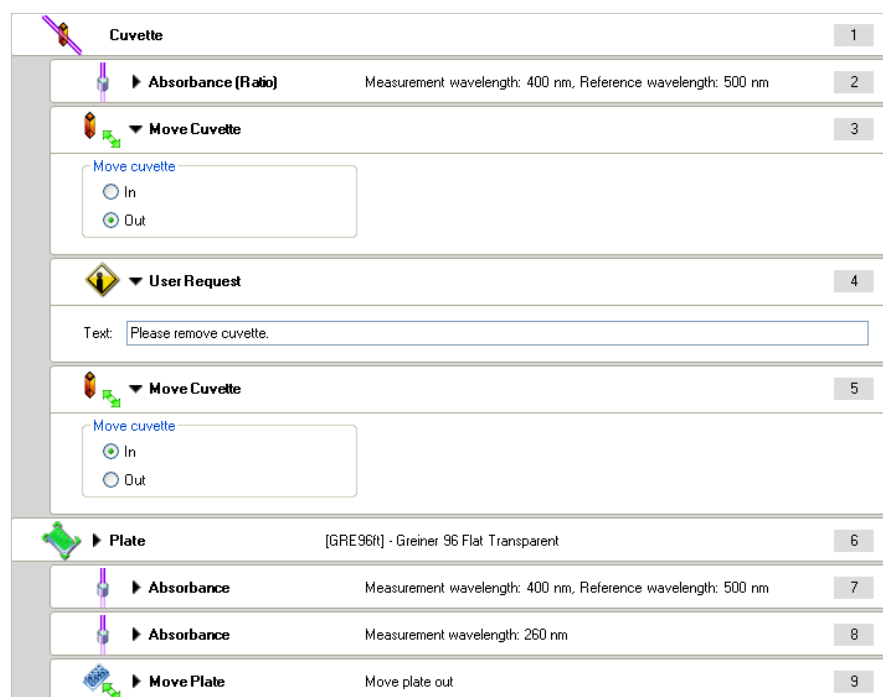 Cuvette 1
Absorbance (Ratio) Measurement wavelength: 400 nm, Reference wavelength: 500 nm 2
Move Cuvette 3
Move cuvette
In
Out
User Request 4
Text: Please remove cuvette.
Move Cuvette 5
Move cuvette
In
Out
Plate [GRE96ft] - Greiner 96 Flat Transparent 6
Absorbance Measurement wavelength: 400 nm, Reference wavelength: 500 nm 7
Absorbance Measurement wavelength: 260 nm 8
Move Plate Move plate out 9